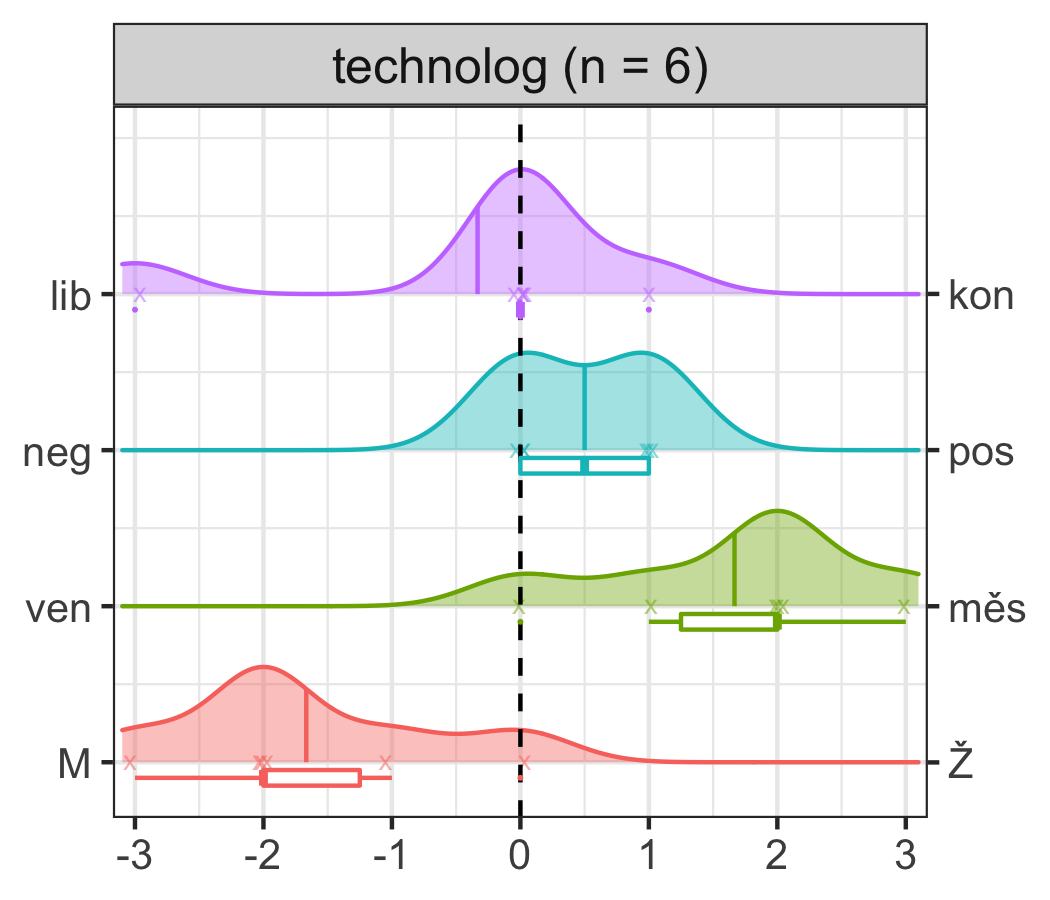 technolog (n = 6)
lib kon
neg pos
ven měs
M Ž
-3 -2 -1 0 1 2 3